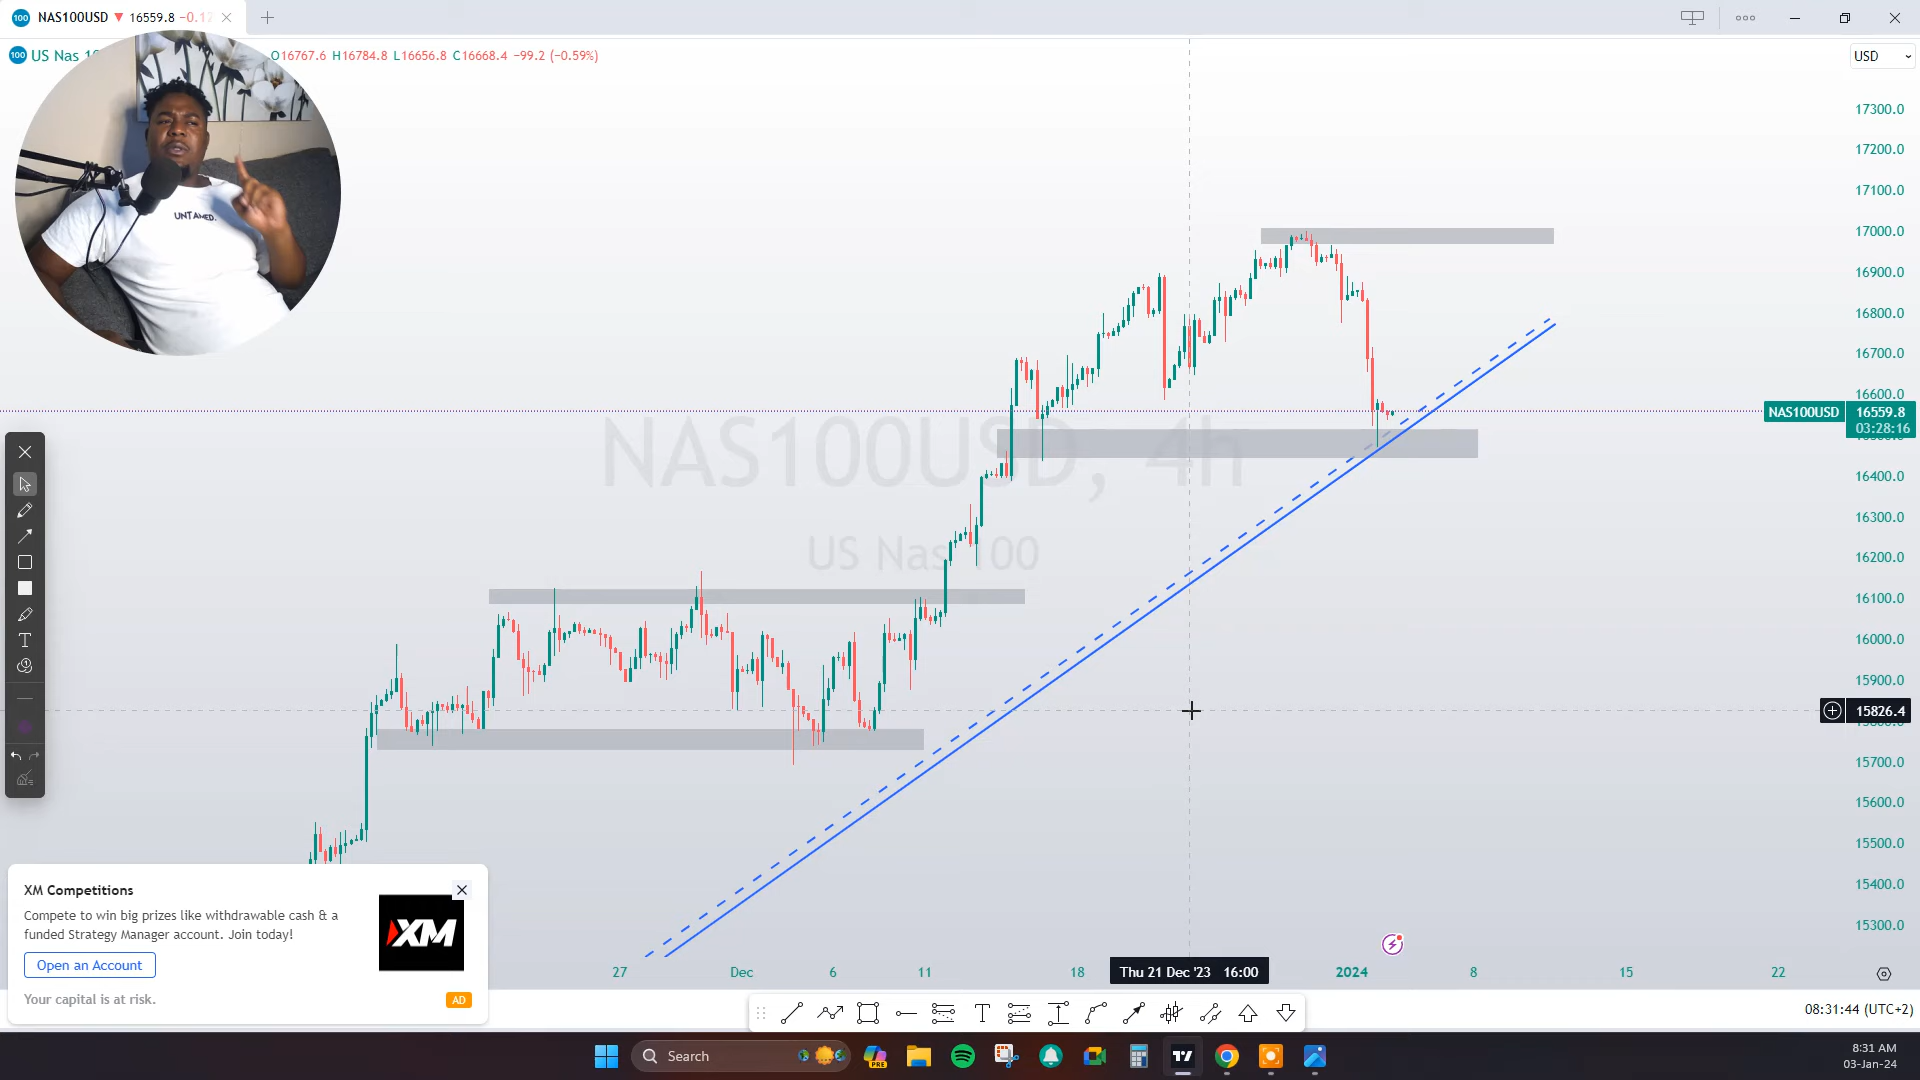 NAS100USD ▼ 16559.8 −0.1
100 US Nas 1 O16767.6 H16784.8 L16656.8 C16668.4 −99.2 (−0.59%)
USD
UNTAMED.
17300.0
17200.0
17100.0
17000.0
16900.0
16800.0
16700.0
16600.0
NAS100USD 16559.8
03:28:16
16400.0
16300.0
16200.0
16100.0
16000.0
15900.0
15826.4
15700.0
15600.0
15500.0
15400.0
15300.0
NAS100USD, 4h
US Nas 100
XM Competitions
Compete to win big prizes like withdrawable cash & a
funded Strategy Manager account. Join today!
Open an Account
Your capital is at risk.
AD
XM
27 Dec 6 11 18 Thu 21 Dec '23 16:00 2024 8 15 22
08:31:44 (UTC+2)
Search
PRE
8:31 AM
03-Jan-24